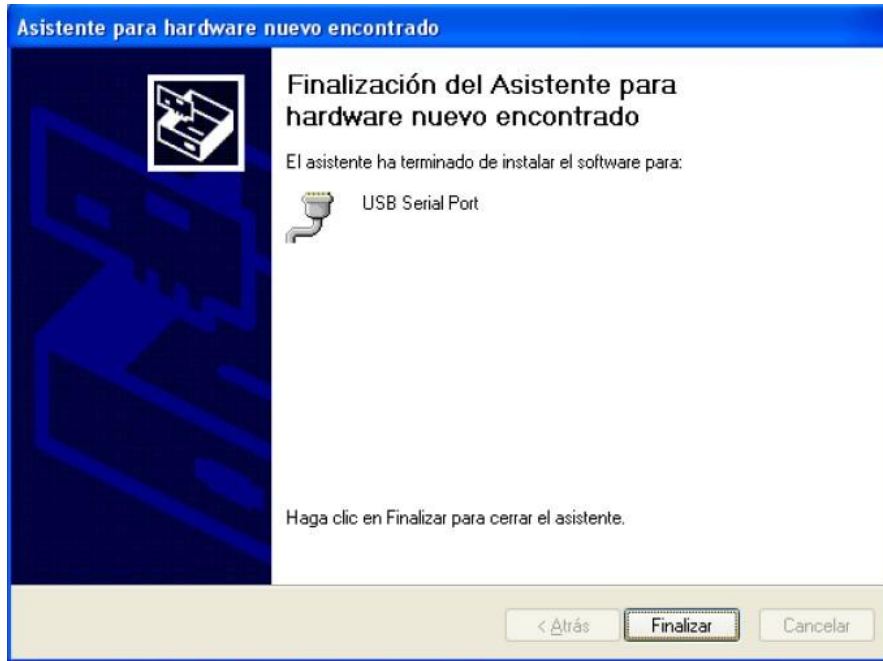 Asistente para hardware nuevo encontrado
Finalización del Asistente para
hardware nuevo encontrado
El asistente ha terminado de instalar el software para:
USB Serial Port
Haga clic en Finalizar para cerrar el asistente.
< Atrás
Finalizar
Cancelar